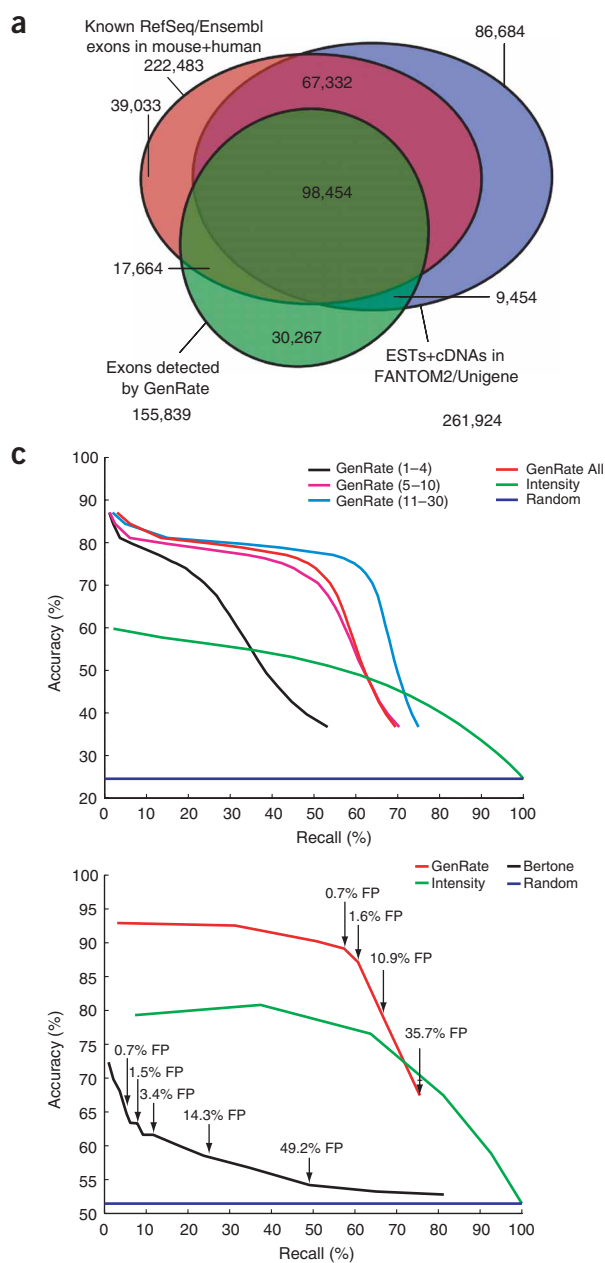 a
Known RefSeq/Ensembl
exons in mouse+human
222,483
86,684
67,332
39,033
98,454
17,664
9,454
30,267
Exons detected
by GenRate
ESTs+cDNAs in
FANTOM2/Unigene
155,839
261,924
c
GenRate (1–4)
GenRate (5–10)
GenRate (11–30)
GenRate All
Intensity
Random
Accuracy (%)
100
90
80
70
60
50
40
30
20
0 10 20 30 40 50 60 70 80 90 100
Recall (%)
GenRate
Intensity
Bertone
Random
Accuracy (%)
100
95
90
85
80
75
70
65
60
55
50
0.7% FP
1.6% FP
10.9% FP
35.7% FP
0.7% FP
1.5% FP
3.4% FP
14.3% FP
49.2% FP
0 10 20 30 40 50 60 70 80 90 100
Recall (%)